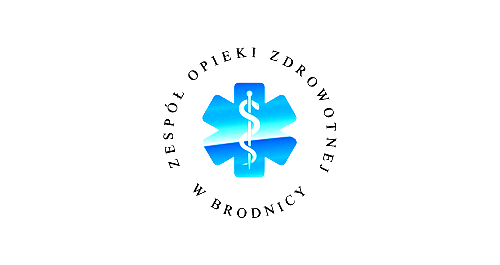 ZESPÓŁ OPIEKI ZDROWOTNEJ
W BRODNICY